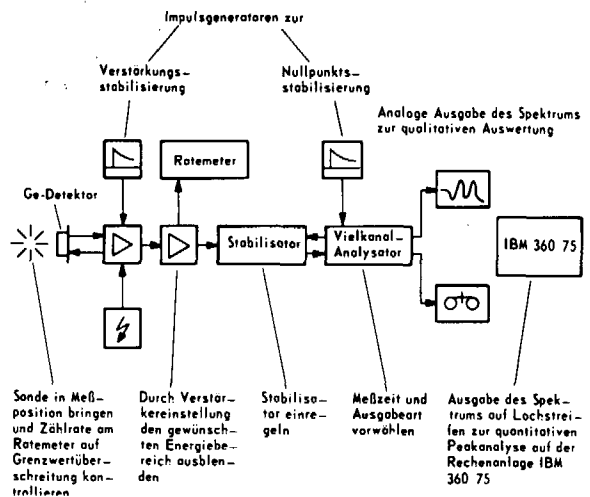 Impulsgeneratoren zur
Verstärkungs-
stabilisierung
Nullpunkts-
stabilisierung
Analoge Ausgabe des Spektrums
zur qualitativen Auswertung
Ratemeter
Ge-Detektor
Stabilisator
Vielkanal-
Analysator
IBM 360 75
Sonde in Meß-
position bringen
und Zählrate am
Ratemeter auf
Grenzwertüber-
schreitung kon-
trollieren
Durch Verstär-
kereinstellung
den gewünsch-
ten Energiebe-
reich ausblen-
den
Stabilisa-
tor einre-
geln
Meßzeit und
Ausgabeart
vorwählen
Ausgabe des Spek-
trums auf Lochstrei-
fen zur quantitativen
Peakanalyse auf der
Rechenanlage IBM
360 75